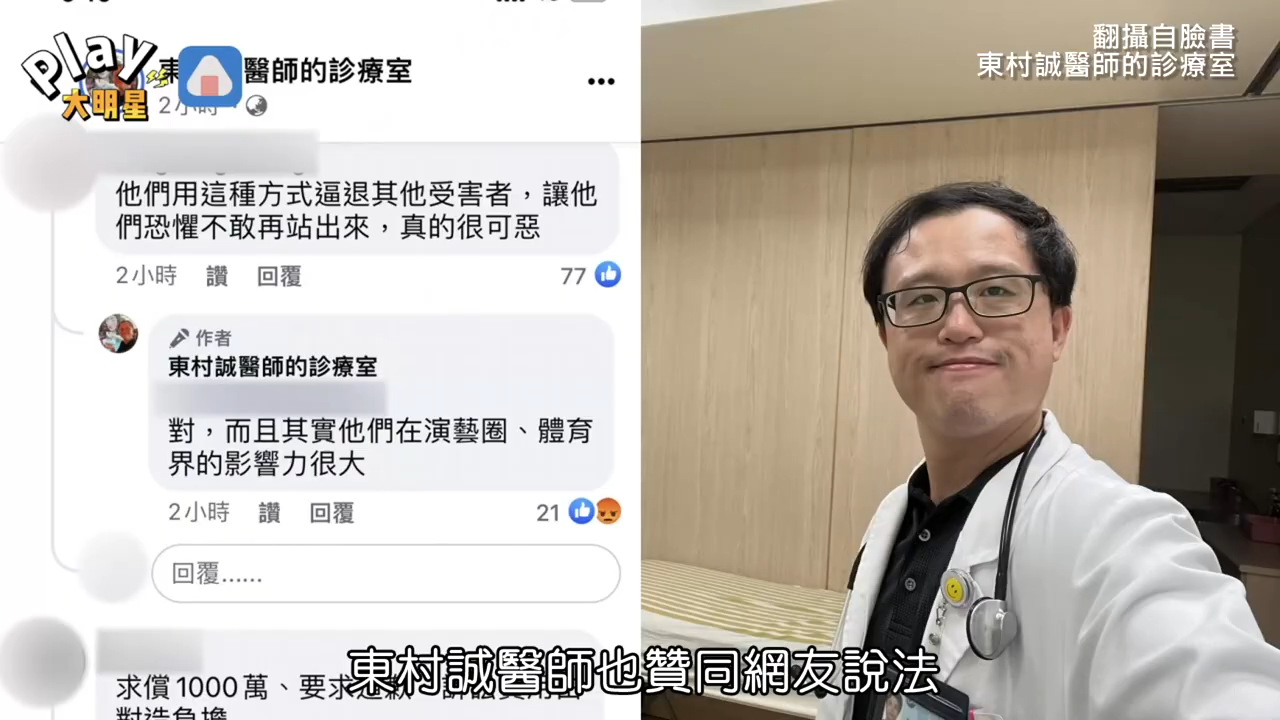 Play
大明星
醫師的診療室
2小時
翻攝自臉書
東村誠醫師的診療室
他們用這種方式逼退其他受害者，讓他
們恐懼不敢再站出來，真的很可惡
2小時 讚 回覆 77
作者
東村誠醫師的診療室
對，而且其實他們在演藝圈、體育
界的影響力很大
2小時 讚 回覆 21
回覆......
求償1000萬、要求
東村誠醫師也贊同網友說法